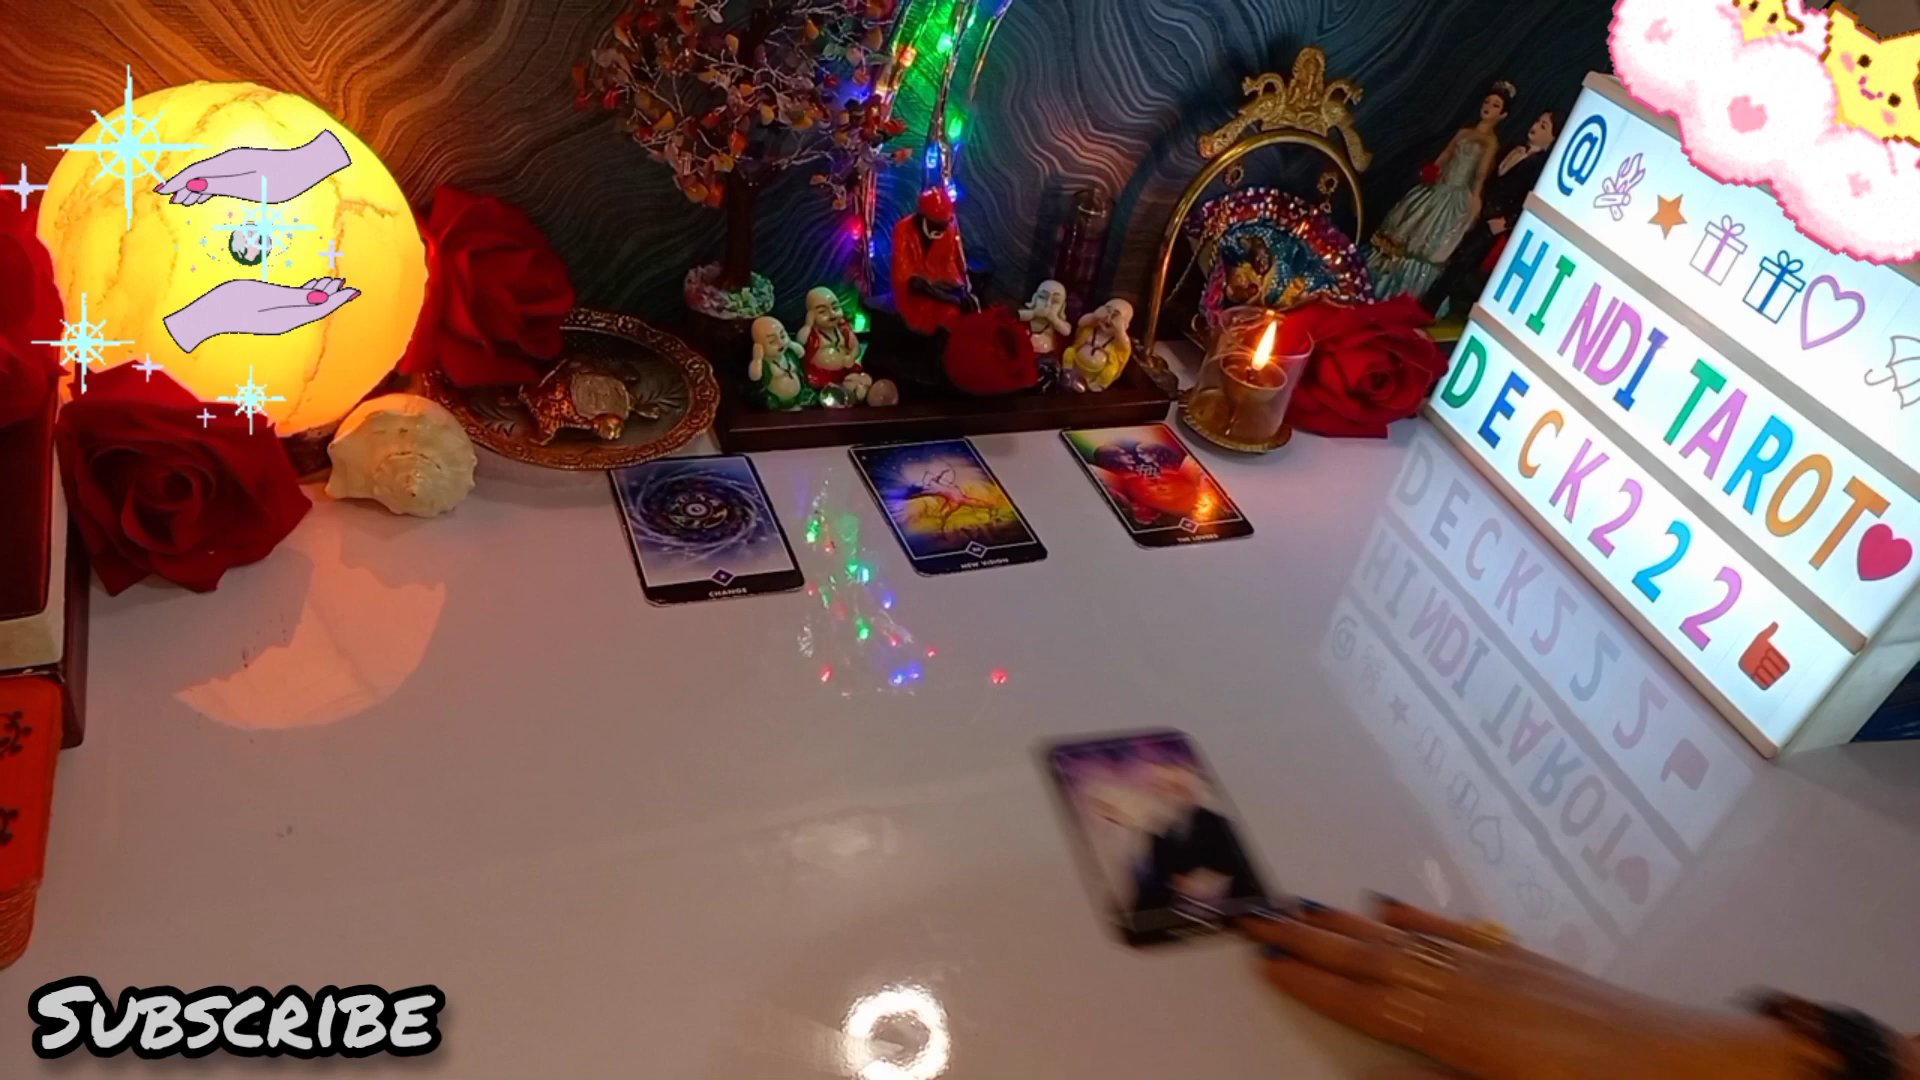 @
HINDI TAROT
DECK222
CHANGE
NEW VISION
THE LOVERS
SUBSCRIBE